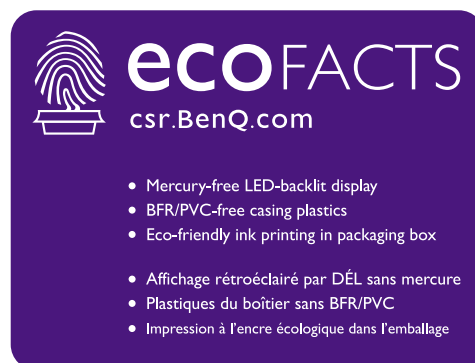 ecoFACTS
csr.BenQ.com
• Mercury-free LED-backlit display
• BFR/PVC-free casing plastics
• Eco-friendly ink printing in packaging box
• Affichage rétroéclairé par DÉL sans mercure
• Plastiques du boîtier sans BFR/PVC
• Impression à l'encre écologique dans l'emballage